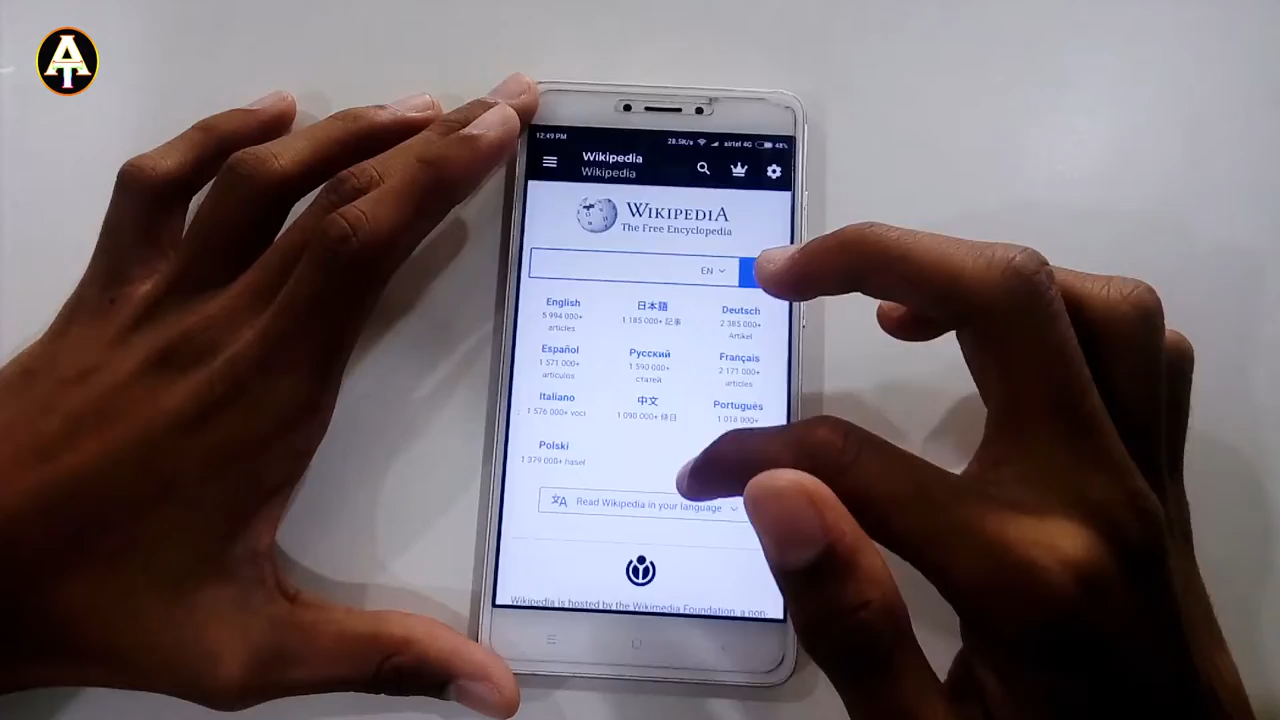 AT
12:49 PM 28.5K/s airtel 4G 48%
Wikipedia
Wikipedia
WIKIPEDIA
The Free Encyclopedia
EN
English 日本語 Deutsch
5 994 000+ 1 185 000+ 記事 2 385 000+
articles Artikel
Español Русский Français
1 571 000+ 1 590 000+ 2 171 000+
artículos статей articles
Italiano 中文 Português
1 576 000+ voci 1 090 000+ 1 018 000+
Polski
1 379 000+ haseł
文A Read Wikipedia in your language
Wikipedia is hosted by the Wikimedia Foundation, a non-